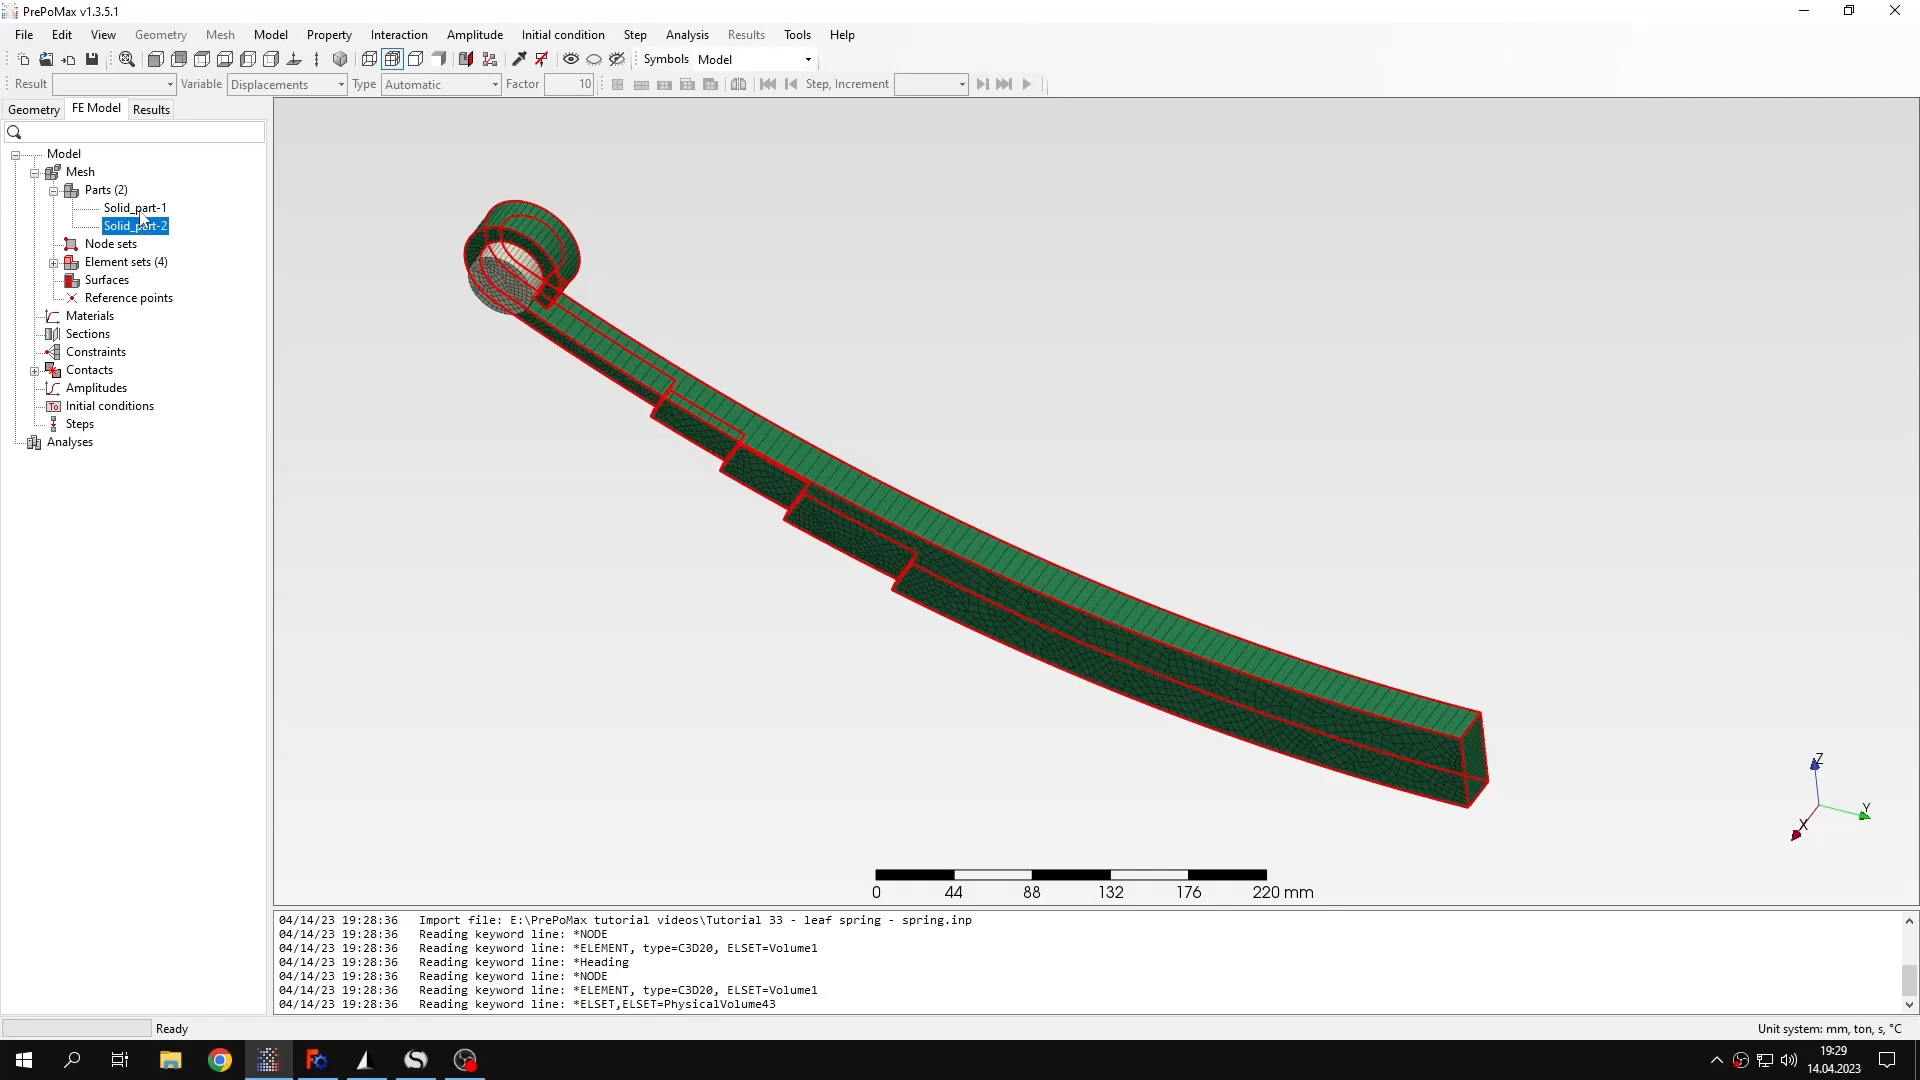 PrePoMax v1.3.5.1
File Edit View Geometry Mesh Model Property Interaction Amplitude Initial condition Step Analysis Results Tools Help
Symbols Model
Result Variable Displacements Type Automatic Factor 10 Step, Increment
Geometry FE Model Results
Model
Mesh
Parts (2)
Solid_part-1
Solid_part-2
Node sets
Element sets (4)
Surfaces
Reference points
Materials
Sections
Constraints
Contacts
Amplitudes
Initial conditions
Steps
Analyses
Z
Y
X
0 44 88 132 176 220 mm
04/14/23 19:28:36 Import file: E:\PrePoMax tutorial videos\Tutorial 33 - leaf spring - spring.inp
04/14/23 19:28:36 Reading keyword line: *NODE
04/14/23 19:28:36 Reading keyword line: *ELEMENT, type=C3D20, ELSET=Volume1
04/14/23 19:28:36 Reading keyword line: *Heading
04/14/23 19:28:36 Reading keyword line: *NODE
04/14/23 19:28:36 Reading keyword line: *ELEMENT, type=C3D20, ELSET=Volume1
04/14/23 19:28:36 Reading keyword line: *ELSET,ELSET=PhysicalVolume43
Ready
Unit system: mm, ton, s, °C
19:29
14.04.2023